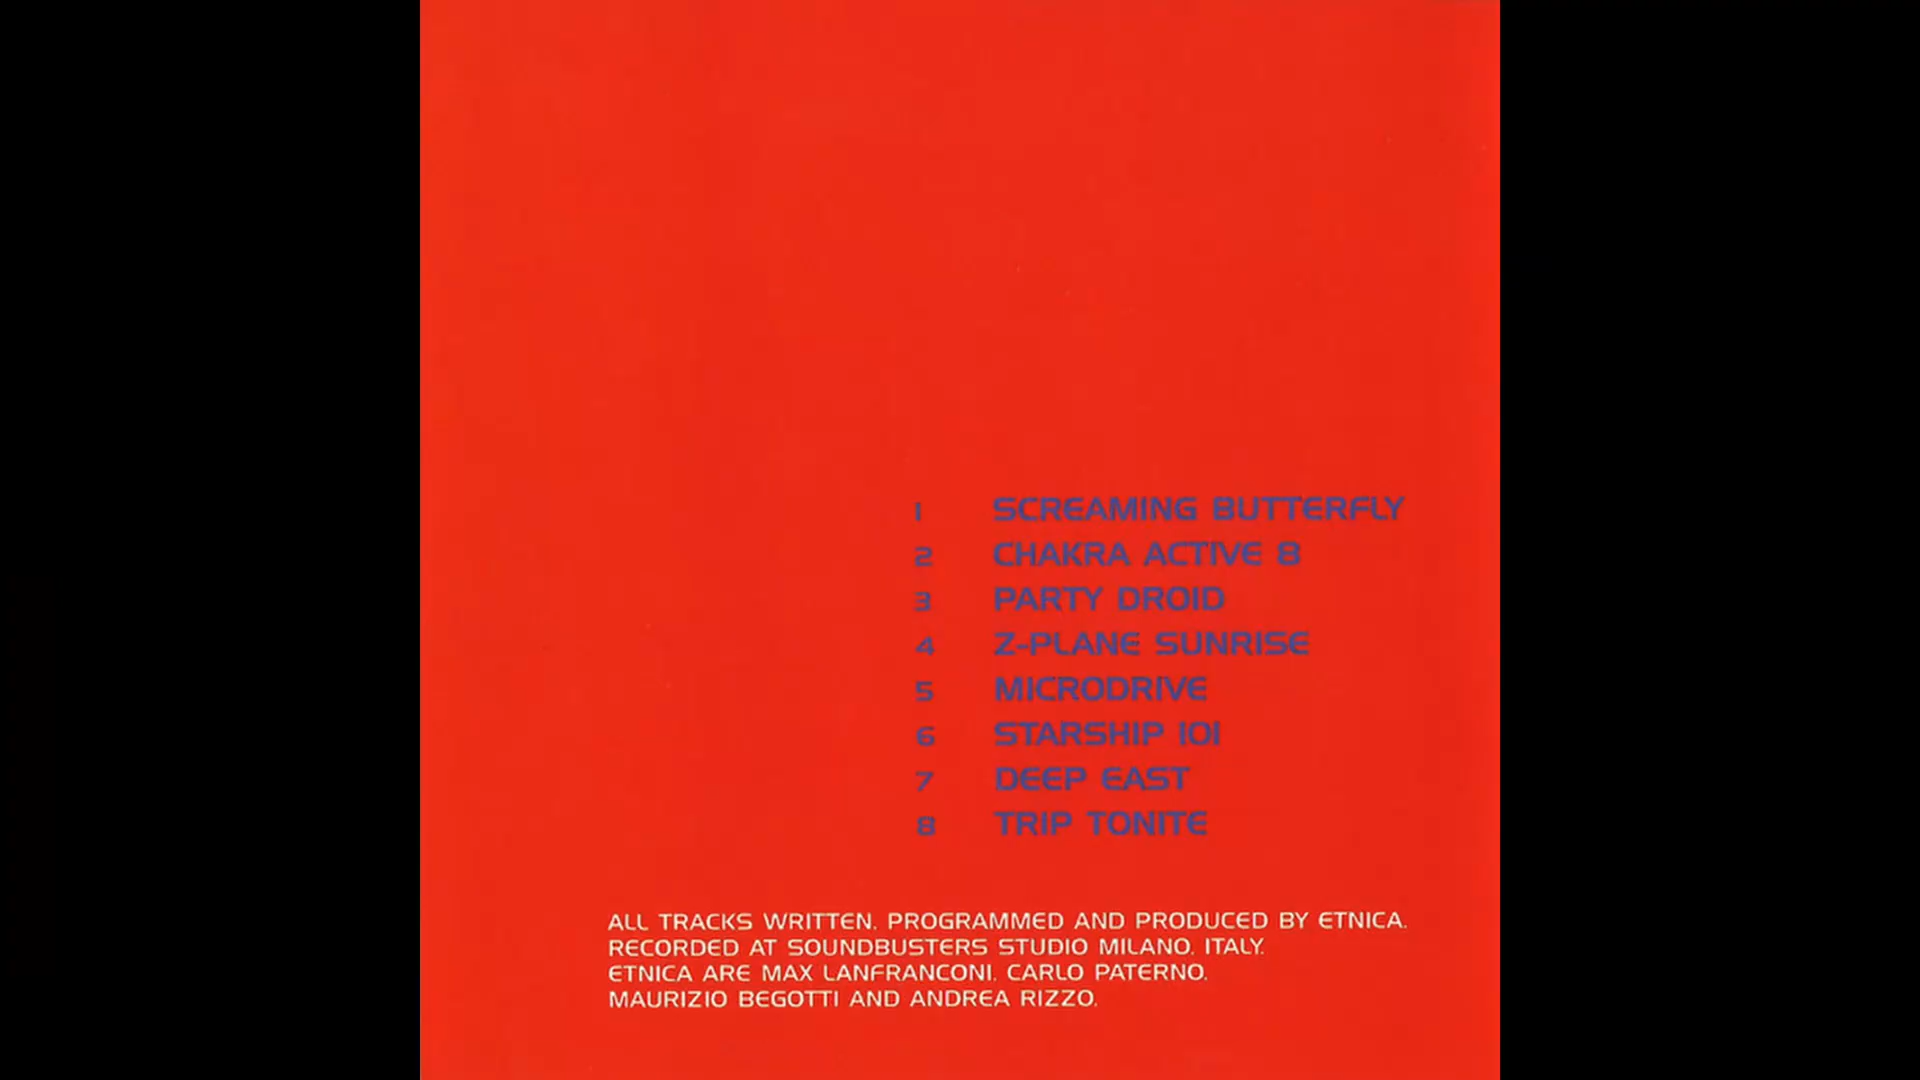 1 SCREAMING BUTTERFLY
2 CHAKRA ACTIVE 8
3 PARTY DROID
4 Z-PLANE SUNRISE
5 MICRODRIVE
6 STARSHIP 101
7 DEEP EAST
8 TRIP TONITE
ALL TRACKS WRITTEN, PROGRAMMED AND PRODUCED BY ETNICA.
RECORDED AT SOUNDBUSTERS STUDIO MILANO, ITALY.
ETNICA ARE MAX LANFRANCONI, CARLO PATERNO,
MAURIZIO BEGOTTI AND ANDREA RIZZO.